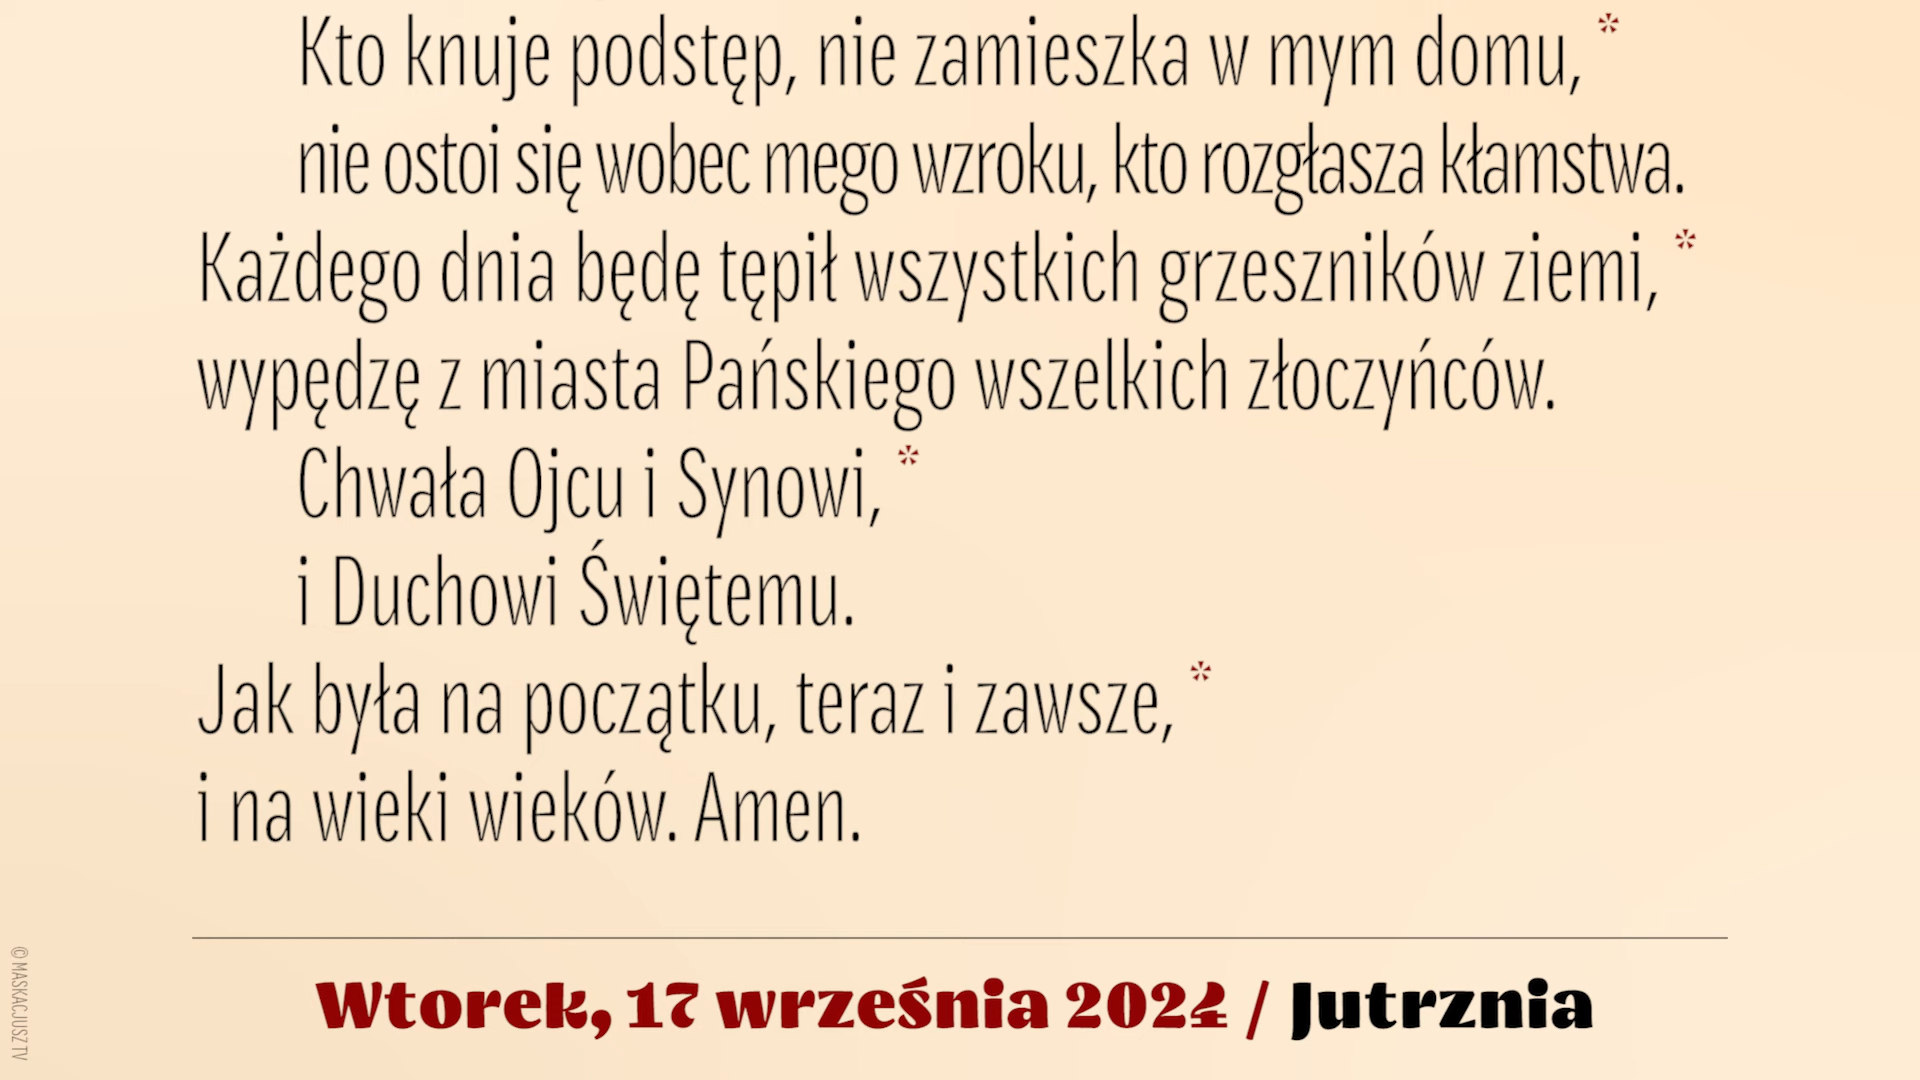 Kto knuje podstęp, nie zamieszka w mym domu, *
nie ostoi się wobec mego wzroku, kto rozgłasza kłamstwa.
Każdego dnia będę tępił wszystkich grzeszników ziemi, *
wypędzę z miasta Pańskiego wszelkich złoczyńców.
Chwała Ojcu i Synowi, *
i Duchowi Świętemu.
Jak była na początku, teraz i zawsze, *
i na wieki wieków. Amen.
Wtorek, 17 września 2024 / Jutrznia
© MASKACJUSZ TV